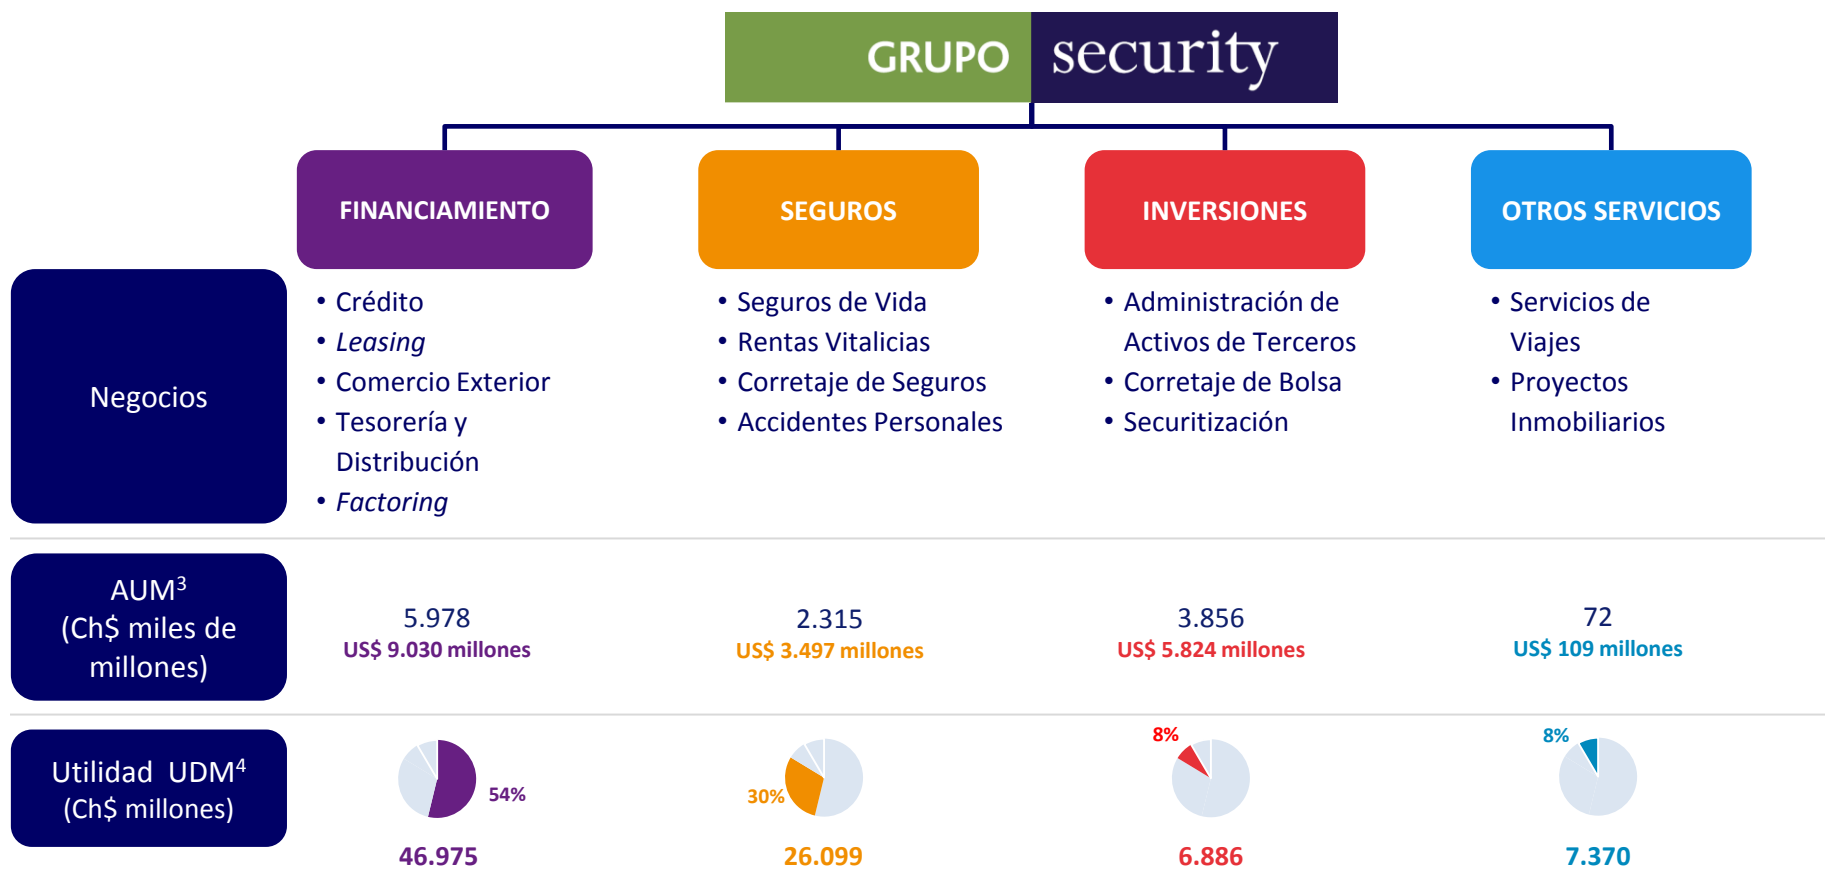 GRUPO security
FINANCIAMIENTO
SEGUROS
INVERSIONES
OTROS SERVICIOS
Negocios
• Crédito
• Leasing
• Comercio Exterior
• Tesorería y
Distribución
• Factoring
• Seguros de Vida
• Rentas Vitalicias
• Corretaje de Seguros
• Accidentes Personales
• Administración de
Activos de Terceros
• Corretaje de Bolsa
• Securitización
• Servicios de
Viajes
• Proyectos
Inmobiliarios
AUM³
(Ch$ miles de
millones)
5.978
US$ 9.030 millones
2.315
US$ 3.497 millones
3.856
US$ 5.824 millones
72
US$ 109 millones
Utilidad UDM⁴
(Ch$ millones)
54%
46.975
30%
26.099
8%
6.886
8%
7.370